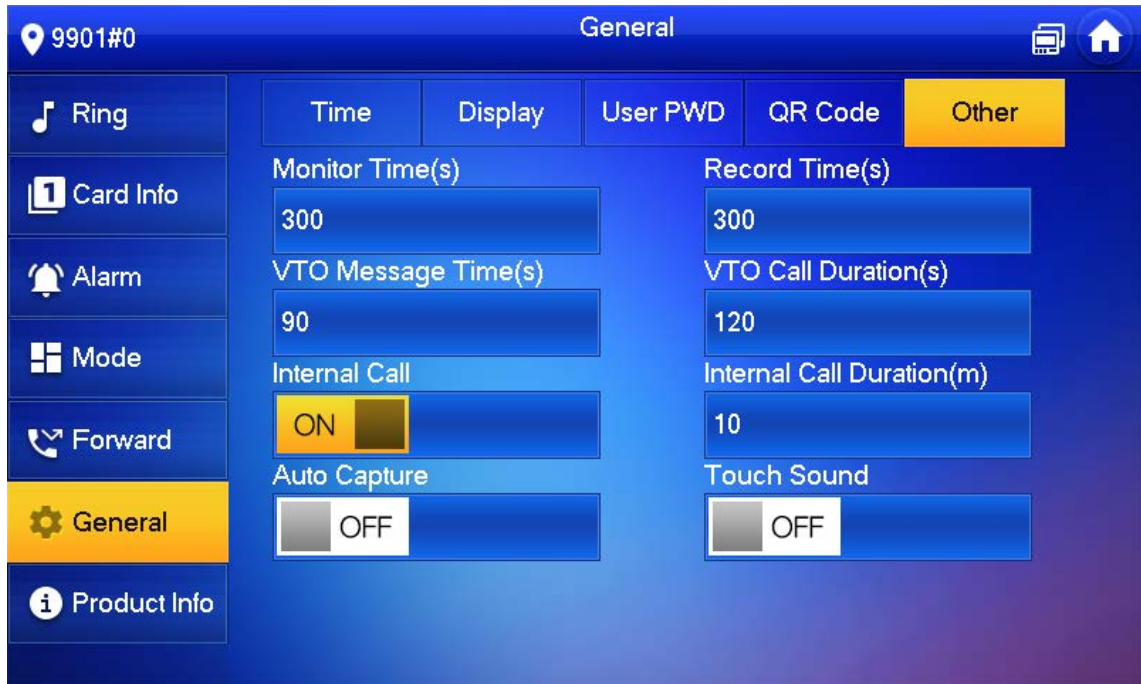 9901#0
General
Ring
Card Info
Alarm
Mode
Forward
General
Product Info
Time
Display
User PWD
QR Code
Other
Monitor Time(s)
300
Record Time(s)
300
VTO Message Time(s)
90
VTO Call Duration(s)
120
Internal Call
ON
Internal Call Duration(m)
10
Auto Capture
OFF
Touch Sound
OFF